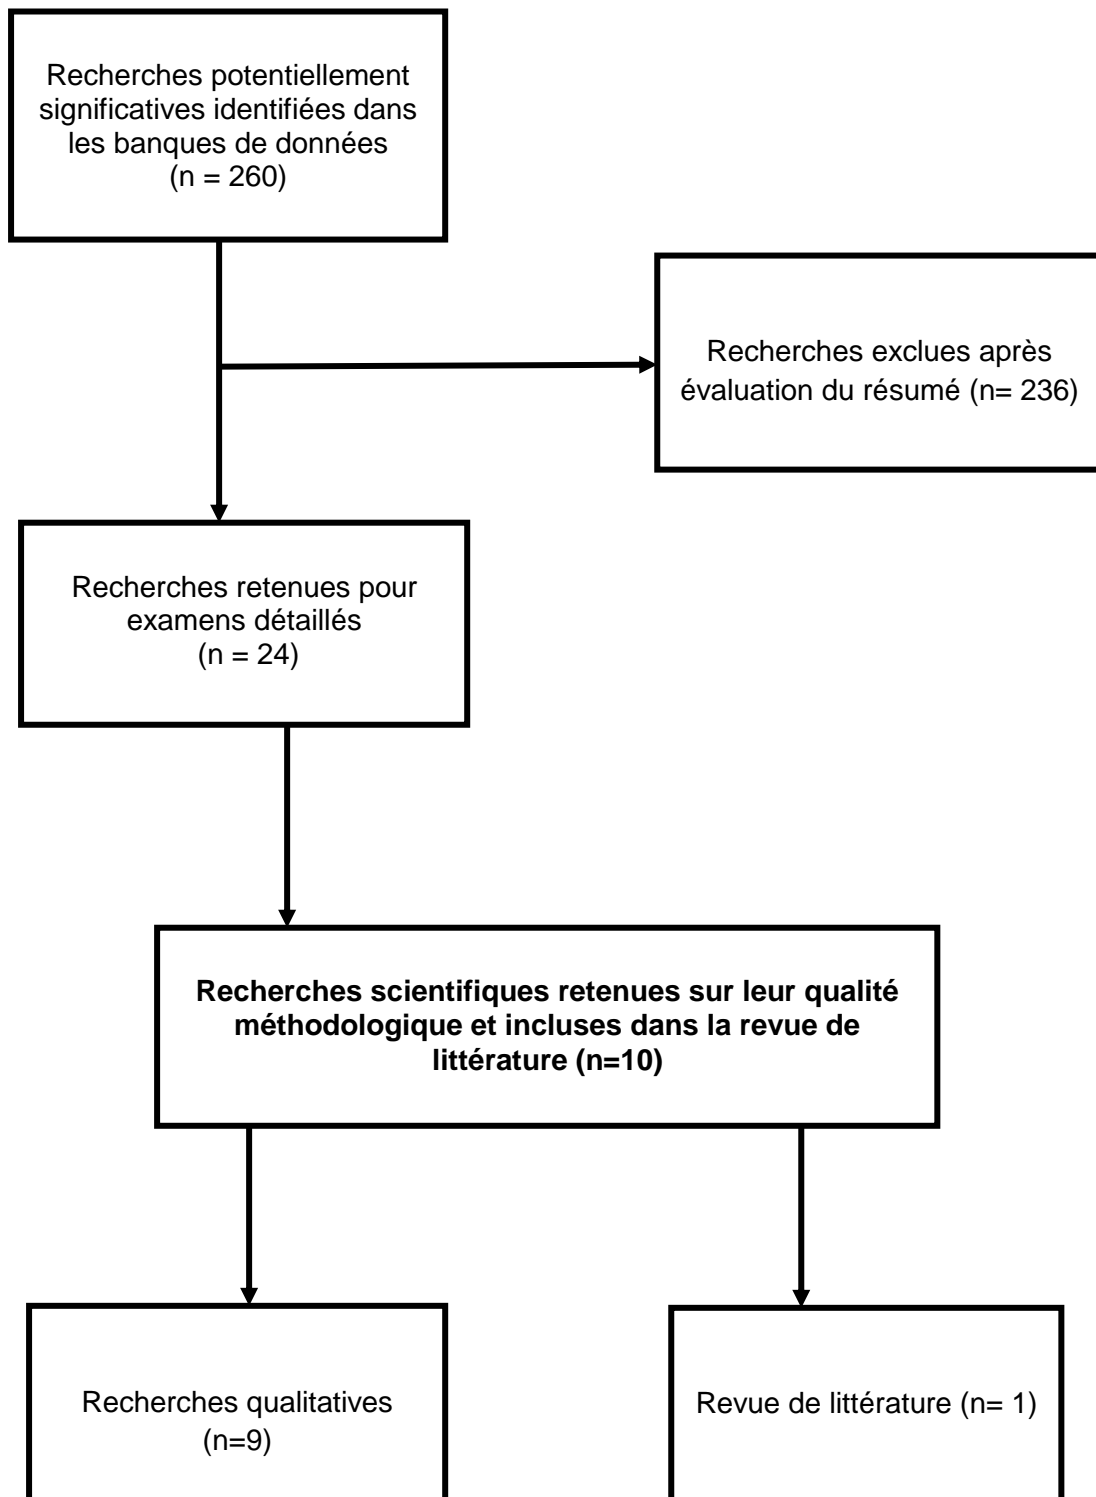 Recherches potentiellement
significatives identifiées dans
les banques de données
(n = 260)
Recherches exclues après
évaluation du résumé (n= 236)
Recherches retenues pour
examens détaillés
(n = 24)
Recherches scientifiques retenues sur leur qualité
méthodologique et incluses dans la revue de
littérature (n=10)
Recherches qualitatives
(n=9)
Revue de littérature (n= 1)